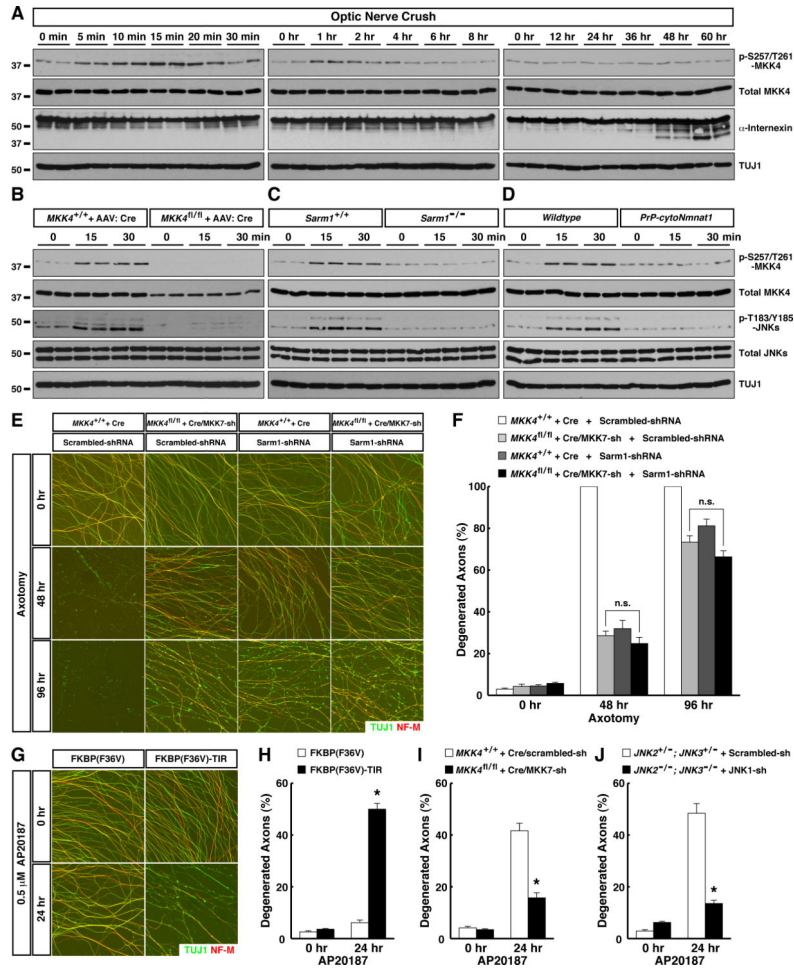 A
Optic Nerve Crush
0 min 5 min 10 min 15 min 20 min 30 min
0 hr 1 hr 2 hr 4 hr 6 hr 8 hr
0 hr 12 hr 24 hr 36 hr 48 hr 60 hr
37
p-S257/T261
-MKK4
37
Total MKK4
50
37
α-Internexin
50
TUJ1
B
MKK4+/+ + AAV: Cre
MKK4fl/fl + AAV: Cre
0 15 30 0 15 30 min
C
Sarm1+/+
Sarm1−/−
0 15 30 0 15 30 min
D
Wildtype
PrP-cytoNmnat1
0 15 30 0 15 30 min
37
p-S257/T261
-MKK4
37
Total MKK4
50
p-T183/Y185
-JNKs
50
Total JNKs
50
TUJ1
E
MKK4+/+ + Cre
MKK4fl/fl + Cre/MKK7-sh
MKK4+/+ + Cre
MKK4fl/fl + Cre/MKK7-sh
Scrambled-shRNA
Scrambled-shRNA
Sarm1-shRNA
Sarm1-shRNA
Axotomy
0 hr
48 hr
96 hr
TUJ1 NF-M
F
MKK4+/+ + Cre + Scrambled-shRNA
MKK4fl/fl + Cre/MKK7-sh + Scrambled-shRNA
MKK4+/+ + Cre + Sarm1-shRNA
MKK4fl/fl + Cre/MKK7-sh + Sarm1-shRNA
Degenerated Axons (%)
100
80
60
40
20
0
n.s.
n.s.
0 hr 48 hr 96 hr
Axotomy
G
FKBP(F36V)
FKBP(F36V)-TIR
0.5 μM AP20187
0 hr
24 hr
TUJ1 NF-M
H
FKBP(F36V)
FKBP(F36V)-TIR
Degenerated Axons (%)
60
40
20
0
*
0 hr 24 hr
AP20187
I
MKK4+/+ + Cre/scrambled-sh
MKK4fl/fl + Cre/MKK7-sh
Degenerated Axons (%)
60
40
20
0
*
0 hr 24 hr
AP20187
J
JNK2+/−; JNK3+/− + Scrambled-sh
JNK2−/−; JNK3−/− + JNK1-sh
Degenerated Axons (%)
60
40
20
0
*
0 hr 24 hr
AP20187